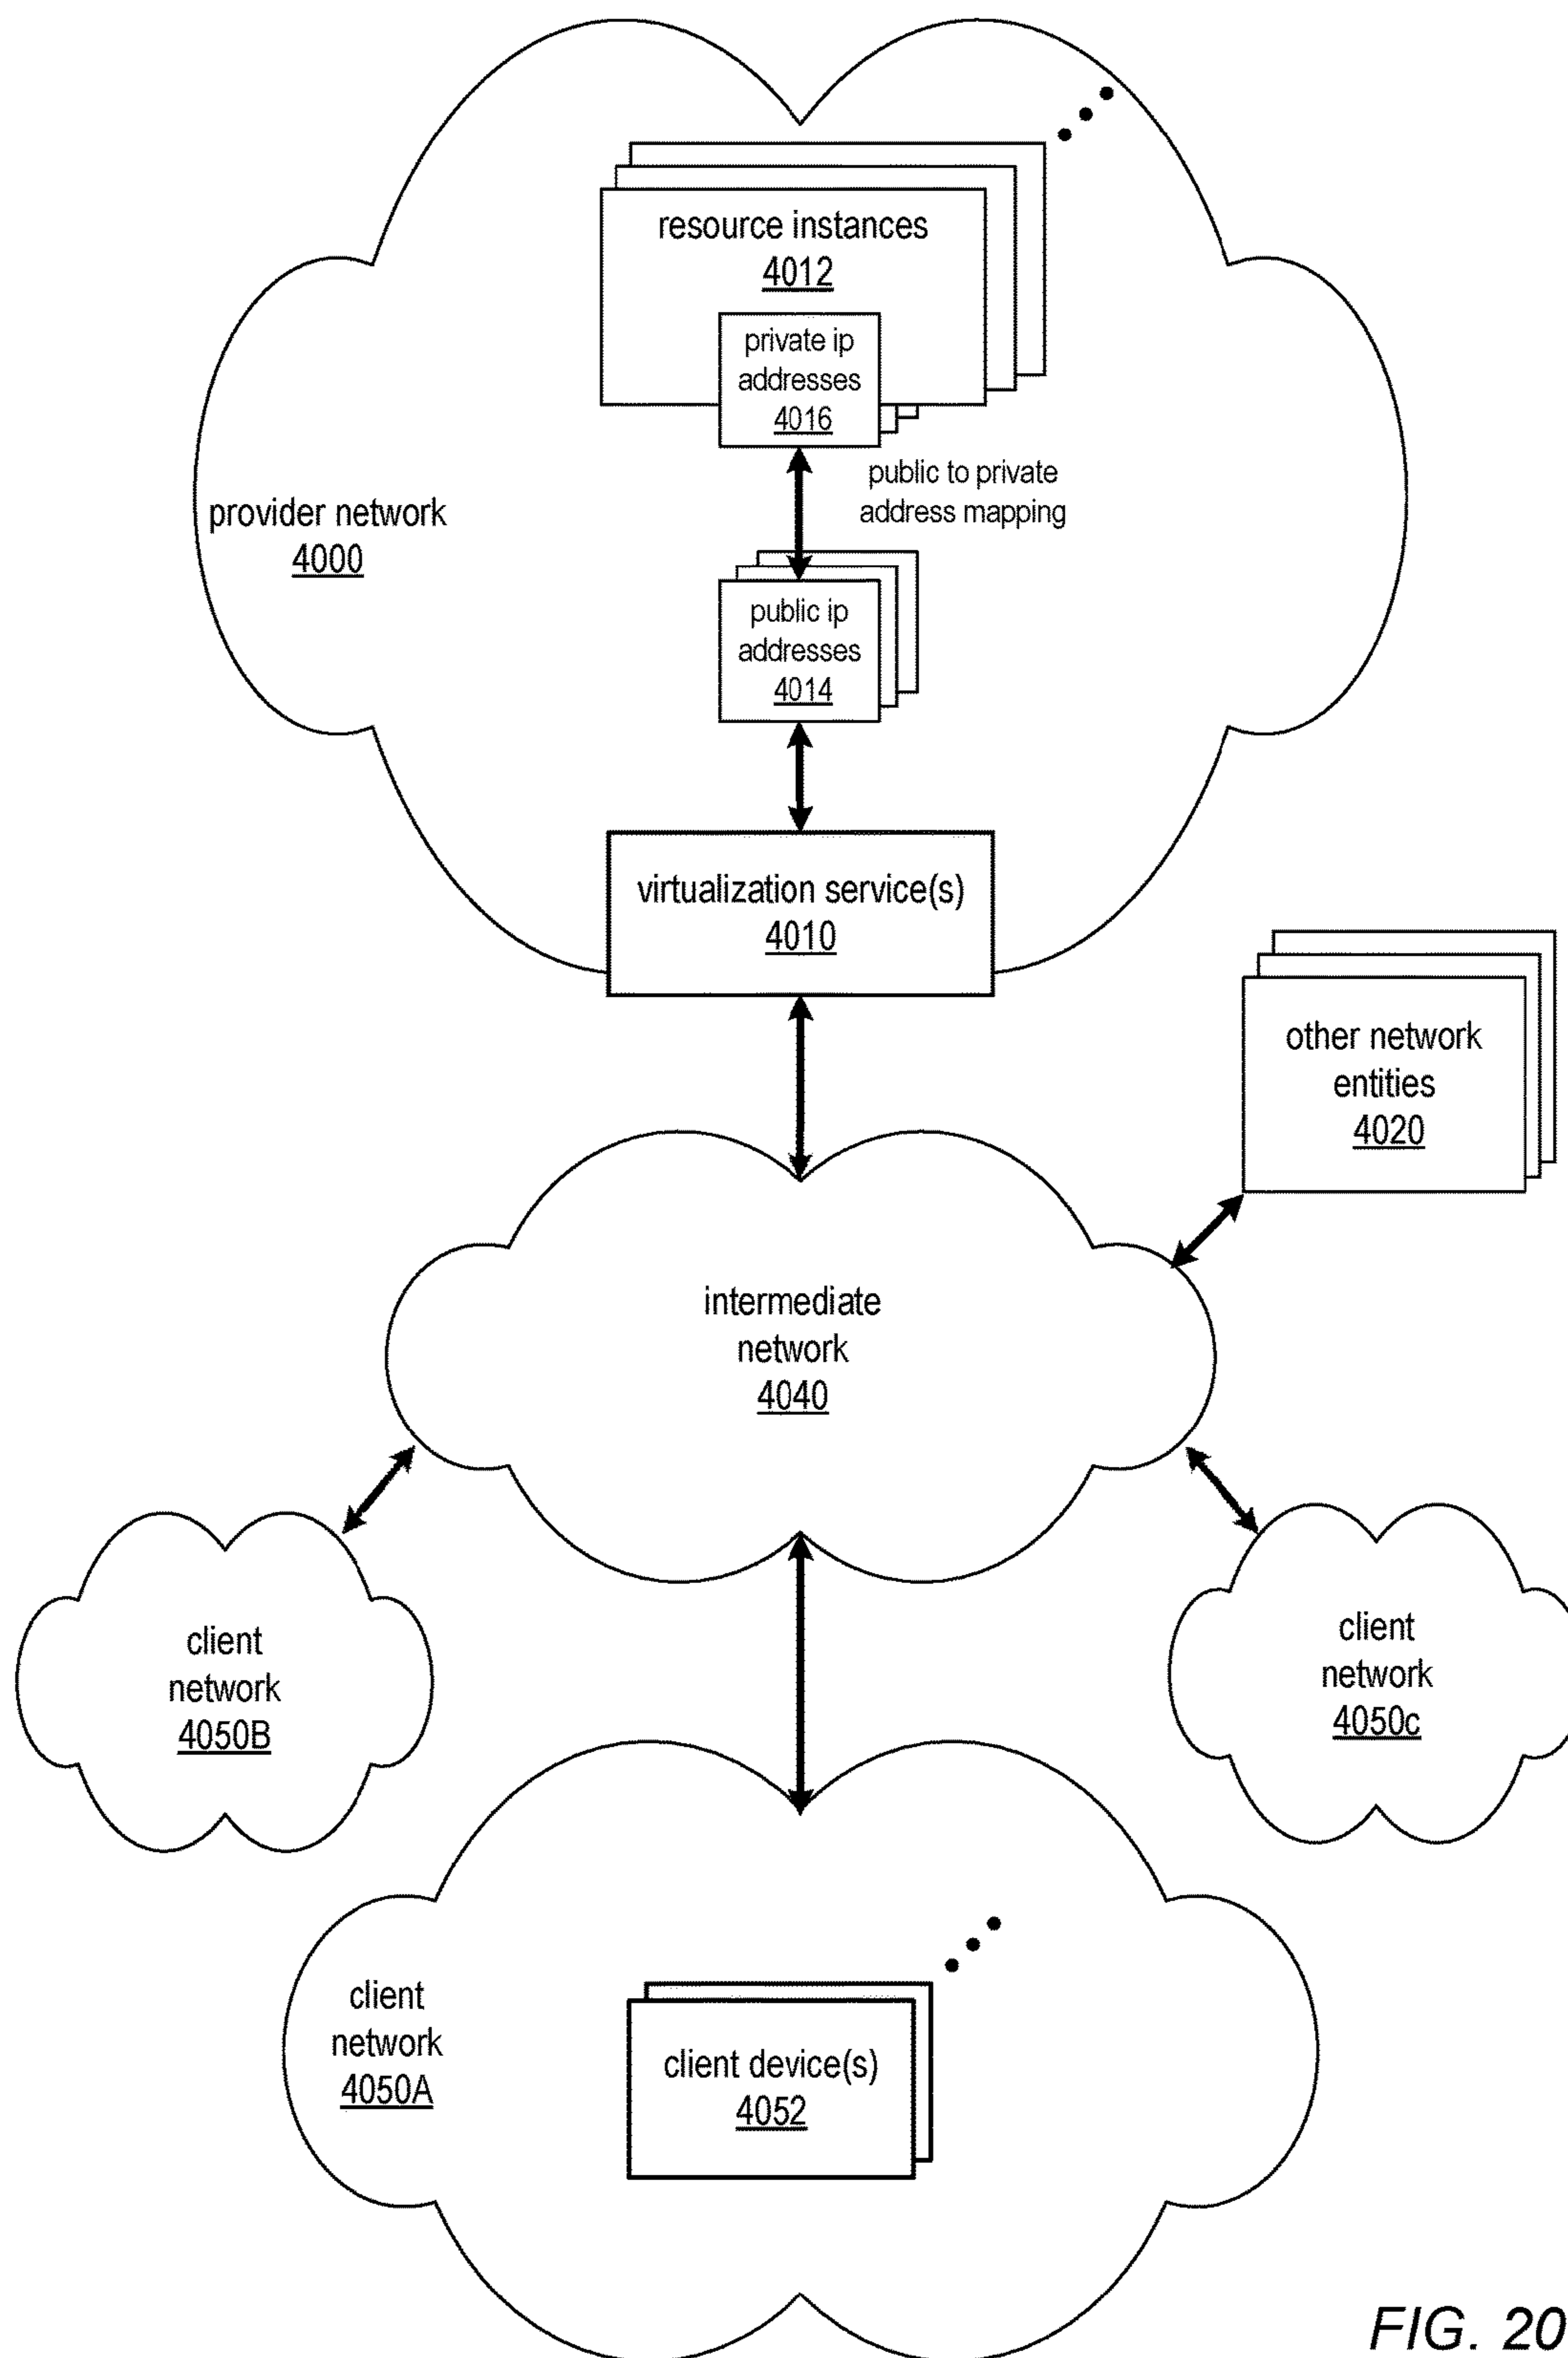 resource instances
4012
private ip
addresses
4016
public to private
address mapping
provider network
4000
public ip
addresses
4014
virtualization service(s)
4010
other network
entities
4020
intermediate
network
4040
client
network
4050B
client
network
4050c
client
network
4050A
client device(s)
4052
FIG. 20